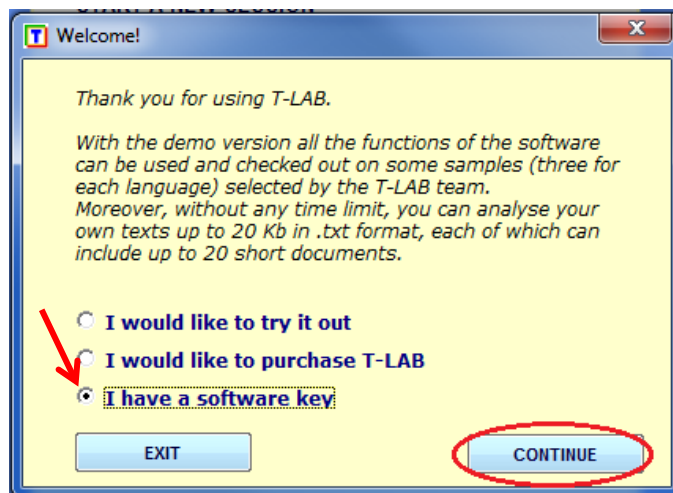 START A NEW SESSION
T Welcome!
Thank you for using T-LAB.
With the demo version all the functions of the software
can be used and checked out on some samples (three for
each language) selected by the T-LAB team.
Moreover, without any time limit, you can analyse your
own texts up to 20 Kb in .txt format, each of which can
include up to 20 short documents.
I would like to try it out
I would like to purchase T-LAB
I have a software key
EXIT CONTINUE